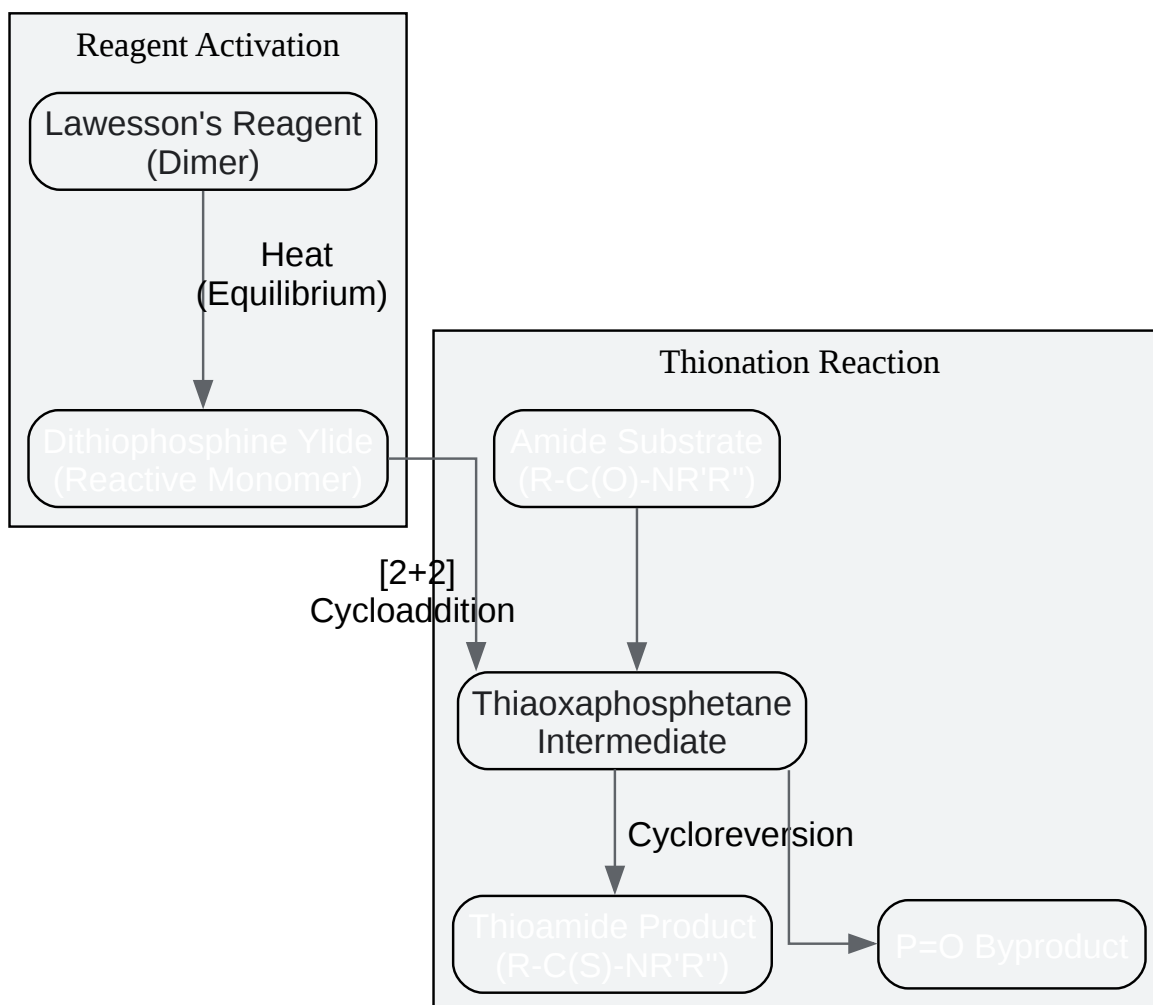 Reagent Activation
Lawesson's Reagent
(Dimer)
Heat
(Equilibrium)
Thionation Reaction
Dithiophosphine Ylide
(Reactive Monomer)
Amide Substrate
(R-C(O)-NR'R")
[2+2]
Cycloaddition
Thiaoxaphosphetane
Intermediate
Cycloreversion
Thioamide Product
(R-C(S)-NR'R")
P=O Byproduct